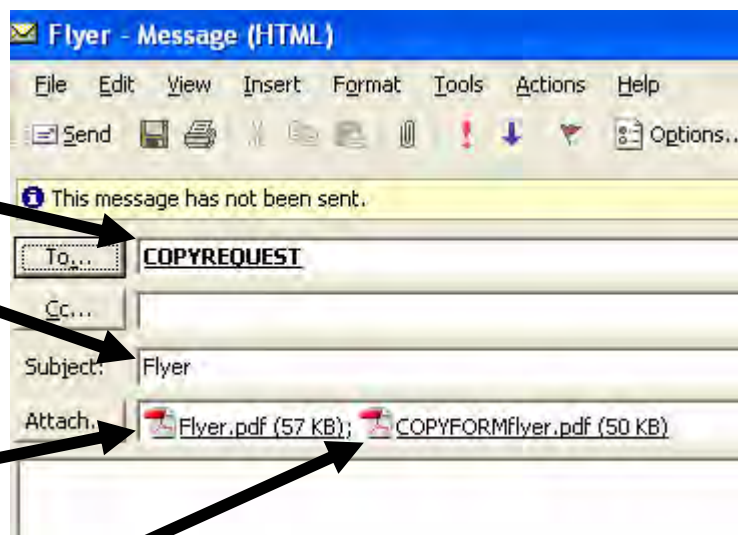 Flyer - Message (HTML)
File Edit View Insert Format Tools Actions Help
Send Options..
This message has not been sent.
To... COPYREQUEST
Cc...
Subject: Flyer
Attach.. Flyer.pdf (57 KB); COPYFORMflyer.pdf (50 KB)